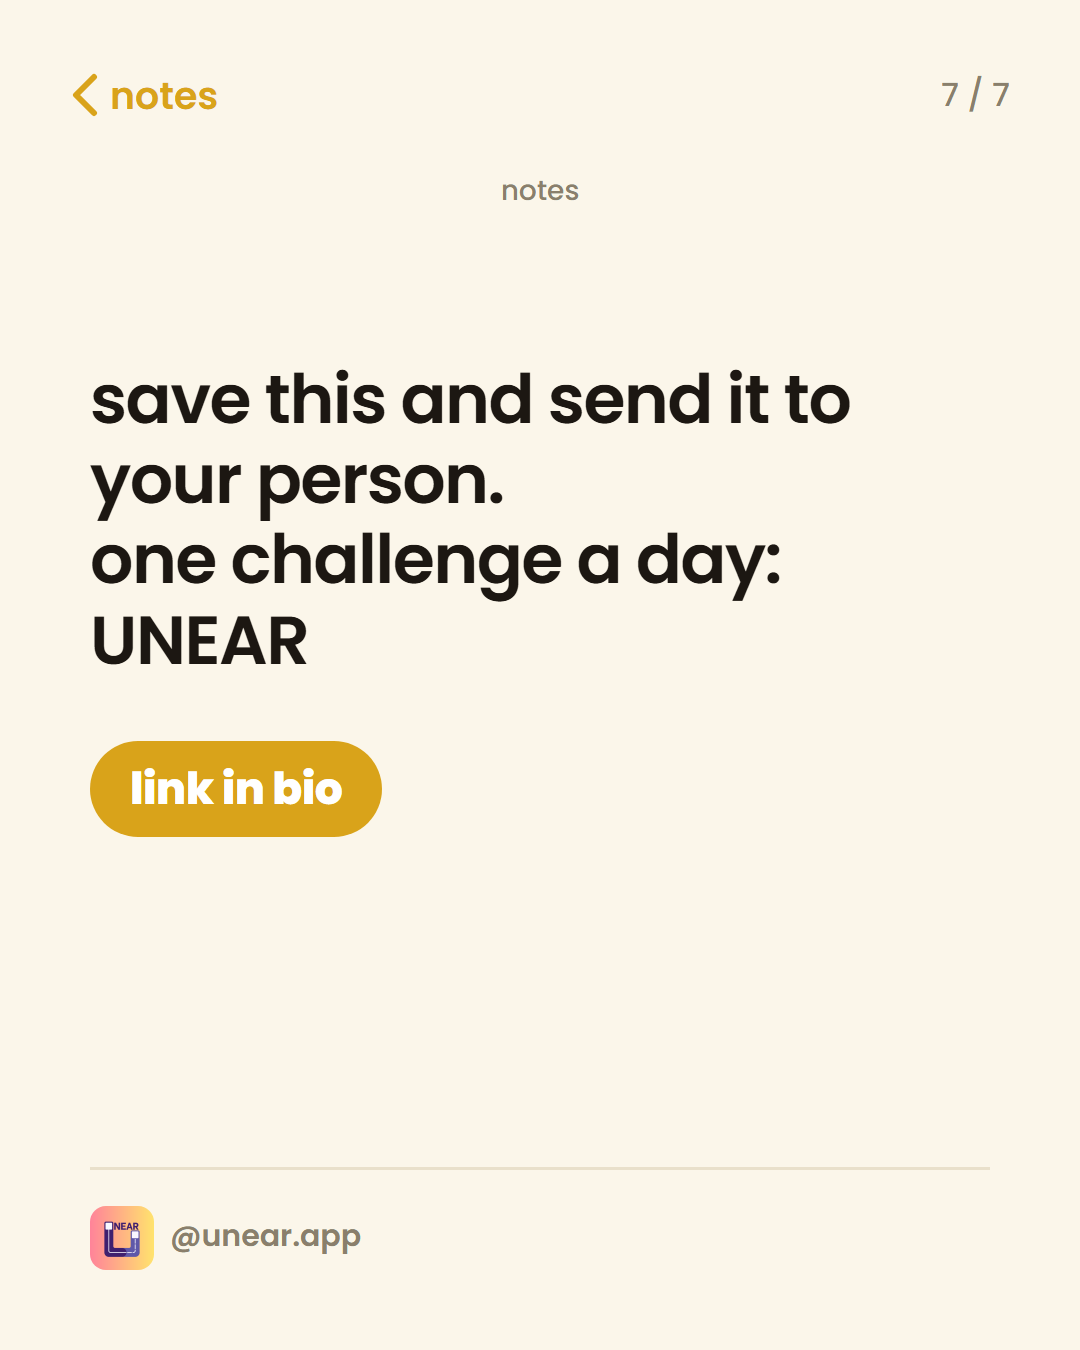 notes
7 / 7
notes
save this and send it to
your person.
one challenge a day:
UNEAR
link in bio
UNEAR
@unear.app